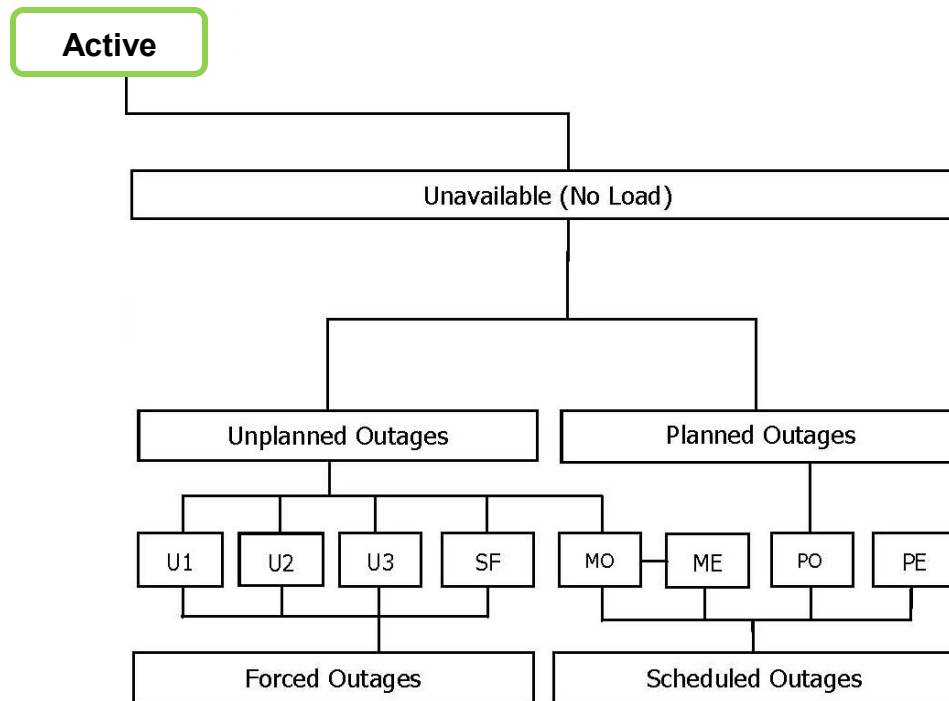 Active
Unavailable (No Load)
Unplanned Outages
Planned Outages
U1
U2
U3
SF
MO
ME
PO
PE
Forced Outages
Scheduled Outages